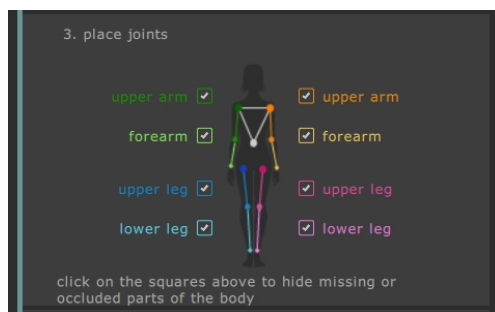 3. place joints
upper arm upper arm
forearm forearm
upper leg upper leg
lower leg lower leg
click on the squares above to hide missing or
occluded parts of the body